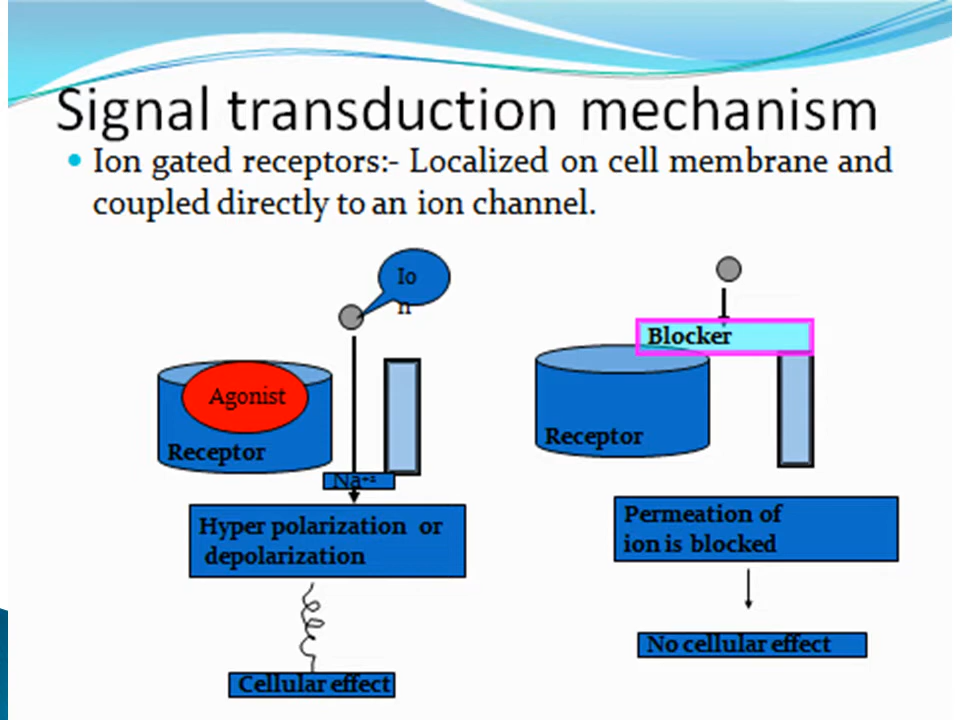 Signal transduction mechanism
• Ion gated receptors:- Localized on cell membrane and
coupled directly to an ion channel.
Io
n
Agonist
Receptor
Na⁺²
Hyper polarization or
depolarization
Cellular effect
Blocker
Receptor
Permeation of
ion is blocked
No cellular effect